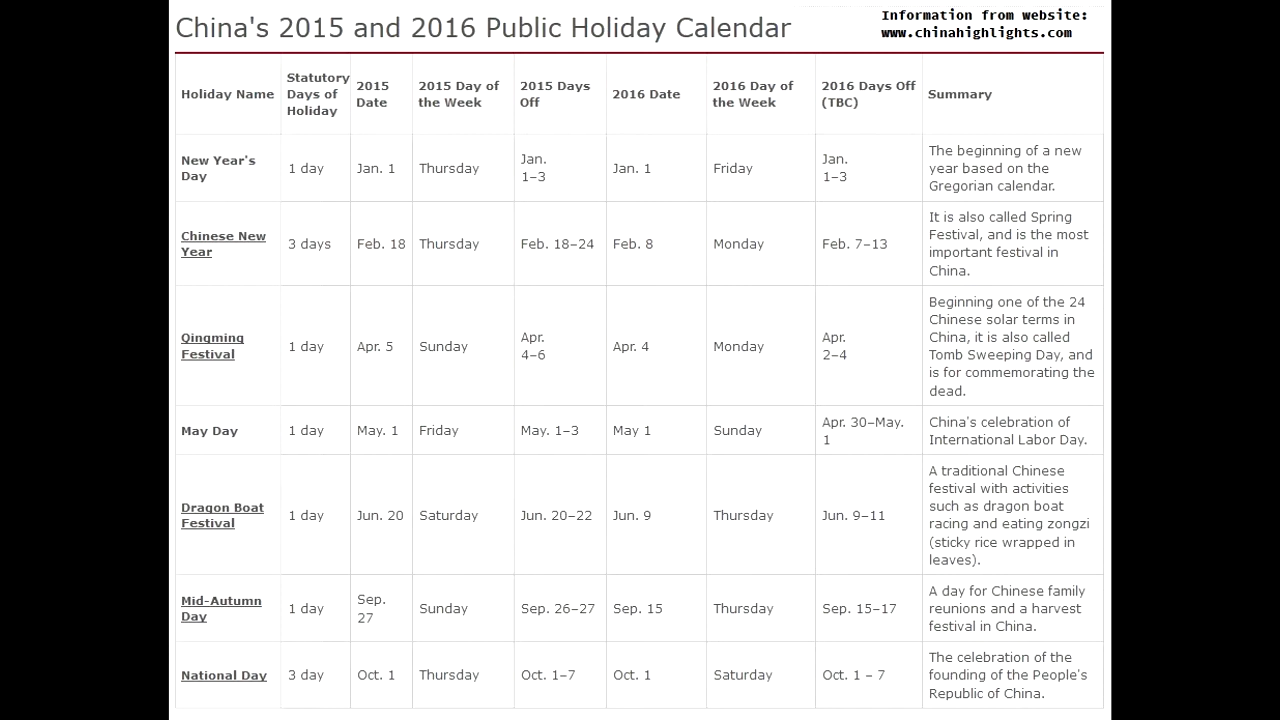 China's 2015 and 2016 Public Holiday Calendar
Information from website:
www.chinahighlights.com
Holiday Name | Statutory Days of Holiday | 2015 Date | 2015 Day of the Week | 2015 Days Off | 2016 Date | 2016 Day of the Week | 2016 Days Off (TBC) | Summary
New Year's Day | 1 day | Jan. 1 | Thursday | Jan. 1–3 | Jan. 1 | Friday | Jan. 1–3 | The beginning of a new year based on the Gregorian calendar.
Chinese New Year | 3 days | Feb. 18 | Thursday | Feb. 18–24 | Feb. 8 | Monday | Feb. 7–13 | It is also called Spring Festival, and is the most important festival in China.
Qingming Festival | 1 day | Apr. 5 | Sunday | Apr. 4–6 | Apr. 4 | Monday | Apr. 2–4 | Beginning one of the 24 Chinese solar terms in China, it is also called Tomb Sweeping Day, and is for commemorating the dead.
May Day | 1 day | May. 1 | Friday | May. 1–3 | May 1 | Sunday | Apr. 30–May. 1 | China's celebration of International Labor Day.
Dragon Boat Festival | 1 day | Jun. 20 | Saturday | Jun. 20–22 | Jun. 9 | Thursday | Jun. 9–11 | A traditional Chinese festival with activities such as dragon boat racing and eating zongzi (sticky rice wrapped in leaves).
Mid-Autumn Day | 1 day | Sep. 27 | Sunday | Sep. 26–27 | Sep. 15 | Thursday | Sep. 15–17 | A day for Chinese family reunions and a harvest festival in China.
National Day | 3 day | Oct. 1 | Thursday | Oct. 1–7 | Oct. 1 | Saturday | Oct. 1 – 7 | The celebration of the founding of the People's Republic of China.